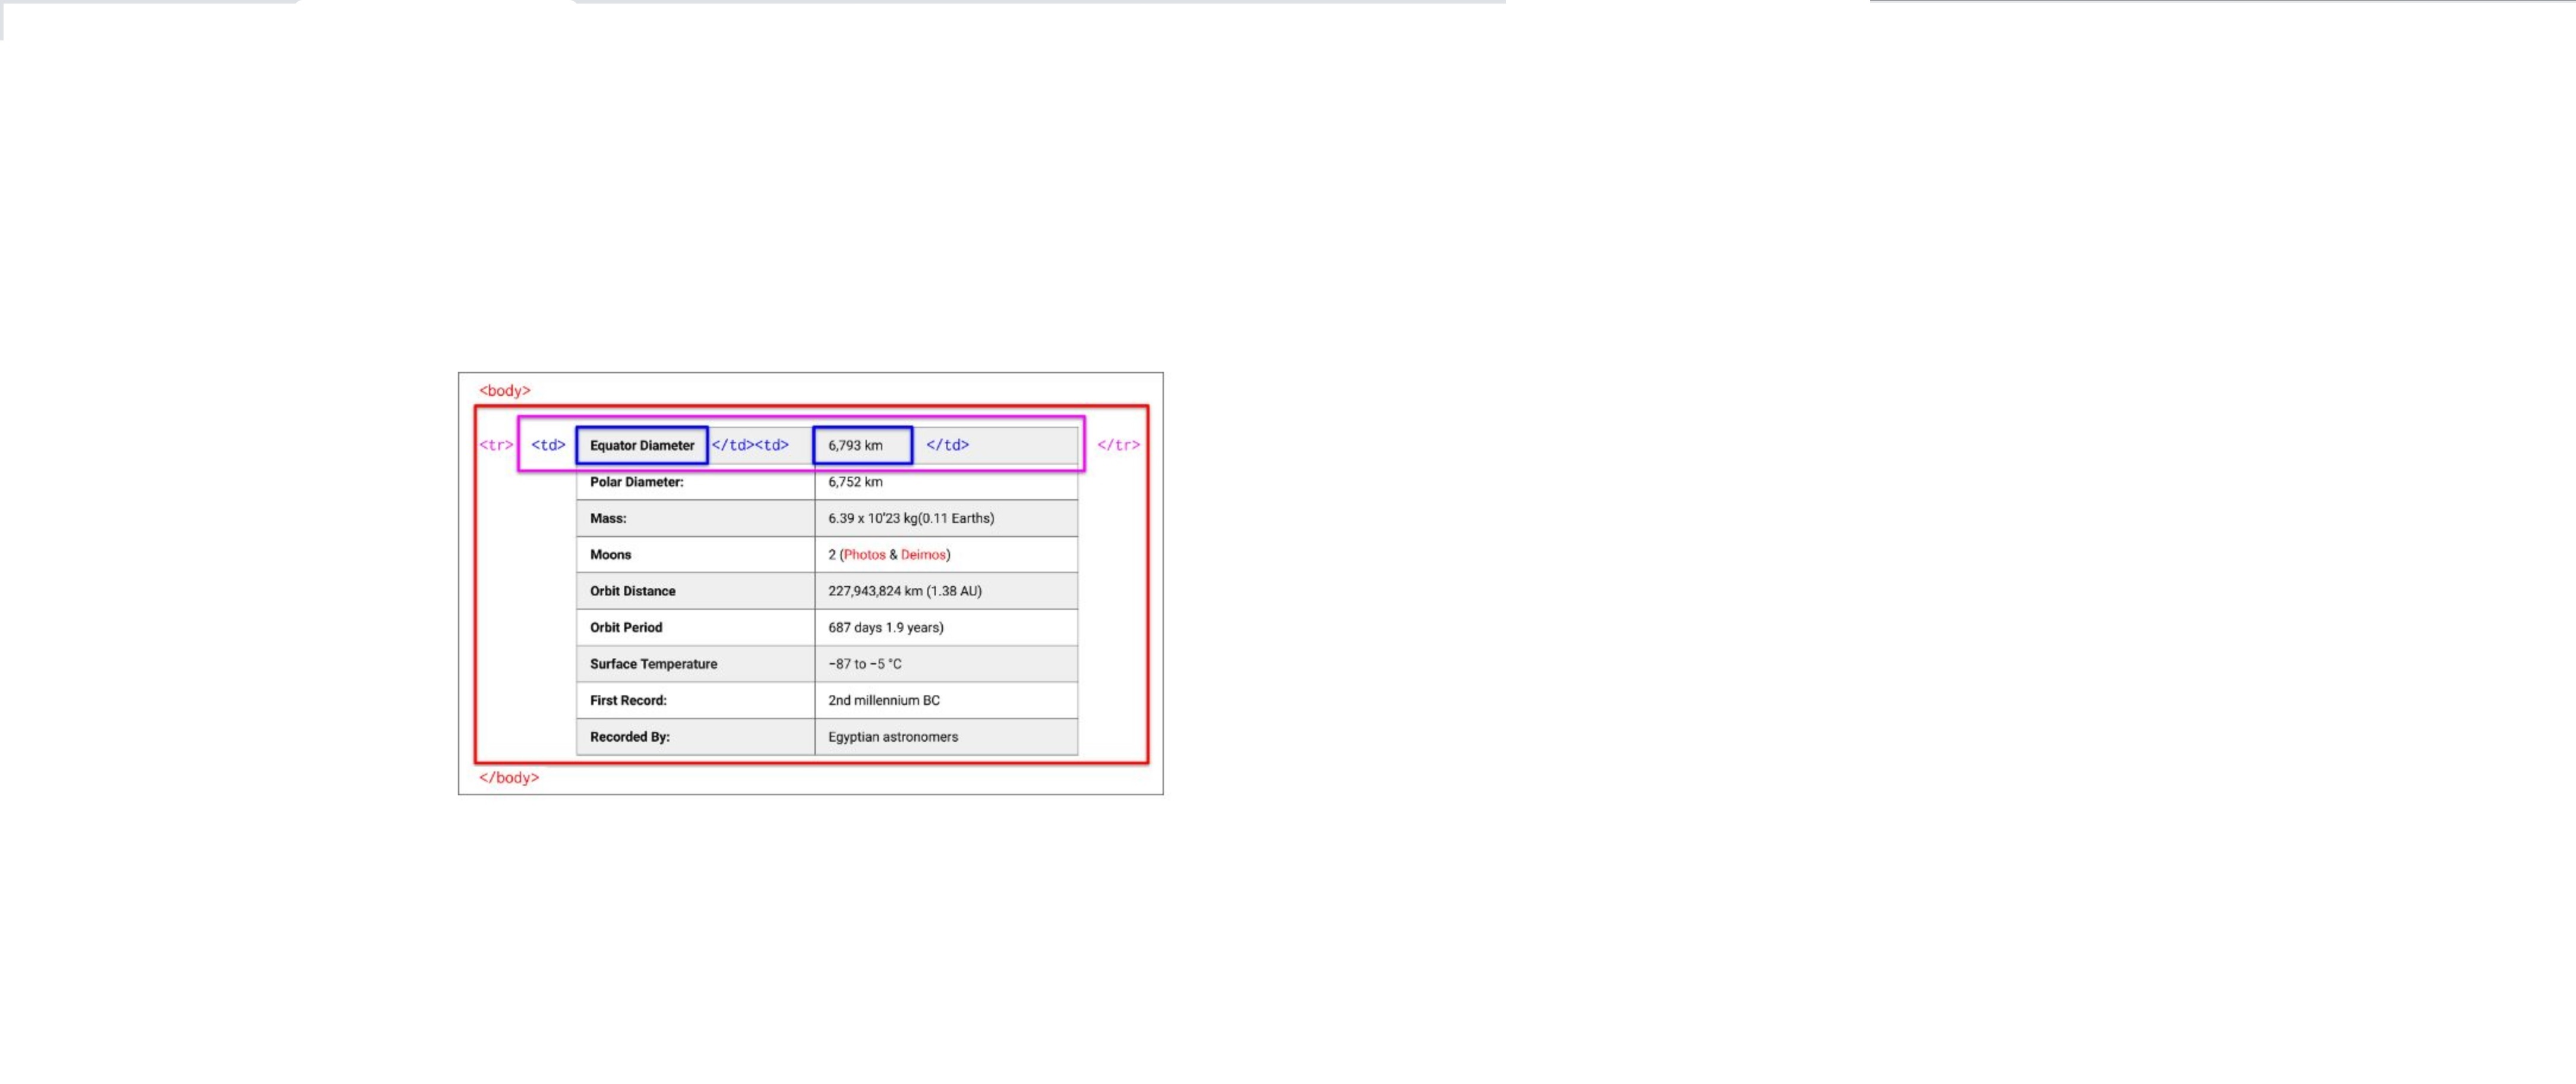 <body>
<tr> <td> Equator Diameter </td><td> 6,793 km </td> </tr>
Polar Diameter: 6,752 km
Mass: 6.39 x 10'23 kg(0.11 Earths)
Moons 2 (Photos & Deimos)
Orbit Distance 227,943,824 km (1.38 AU)
Orbit Period 687 days 1.9 years)
Surface Temperature −87 to −5 °C
First Record: 2nd millennium BC
Recorded By: Egyptian astronomers
</body>